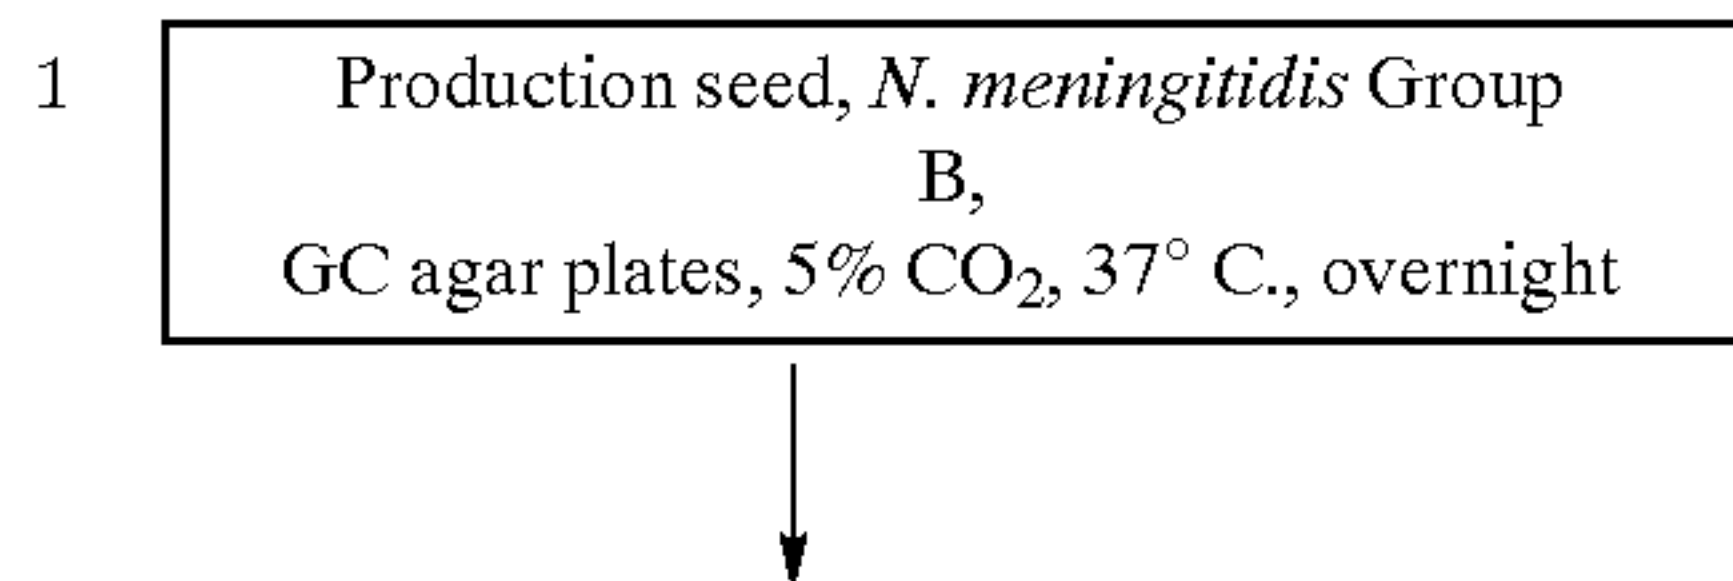 1 Production seed, N. meningitidis Group
B,
GC agar plates, 5% CO₂, 37° C., overnight